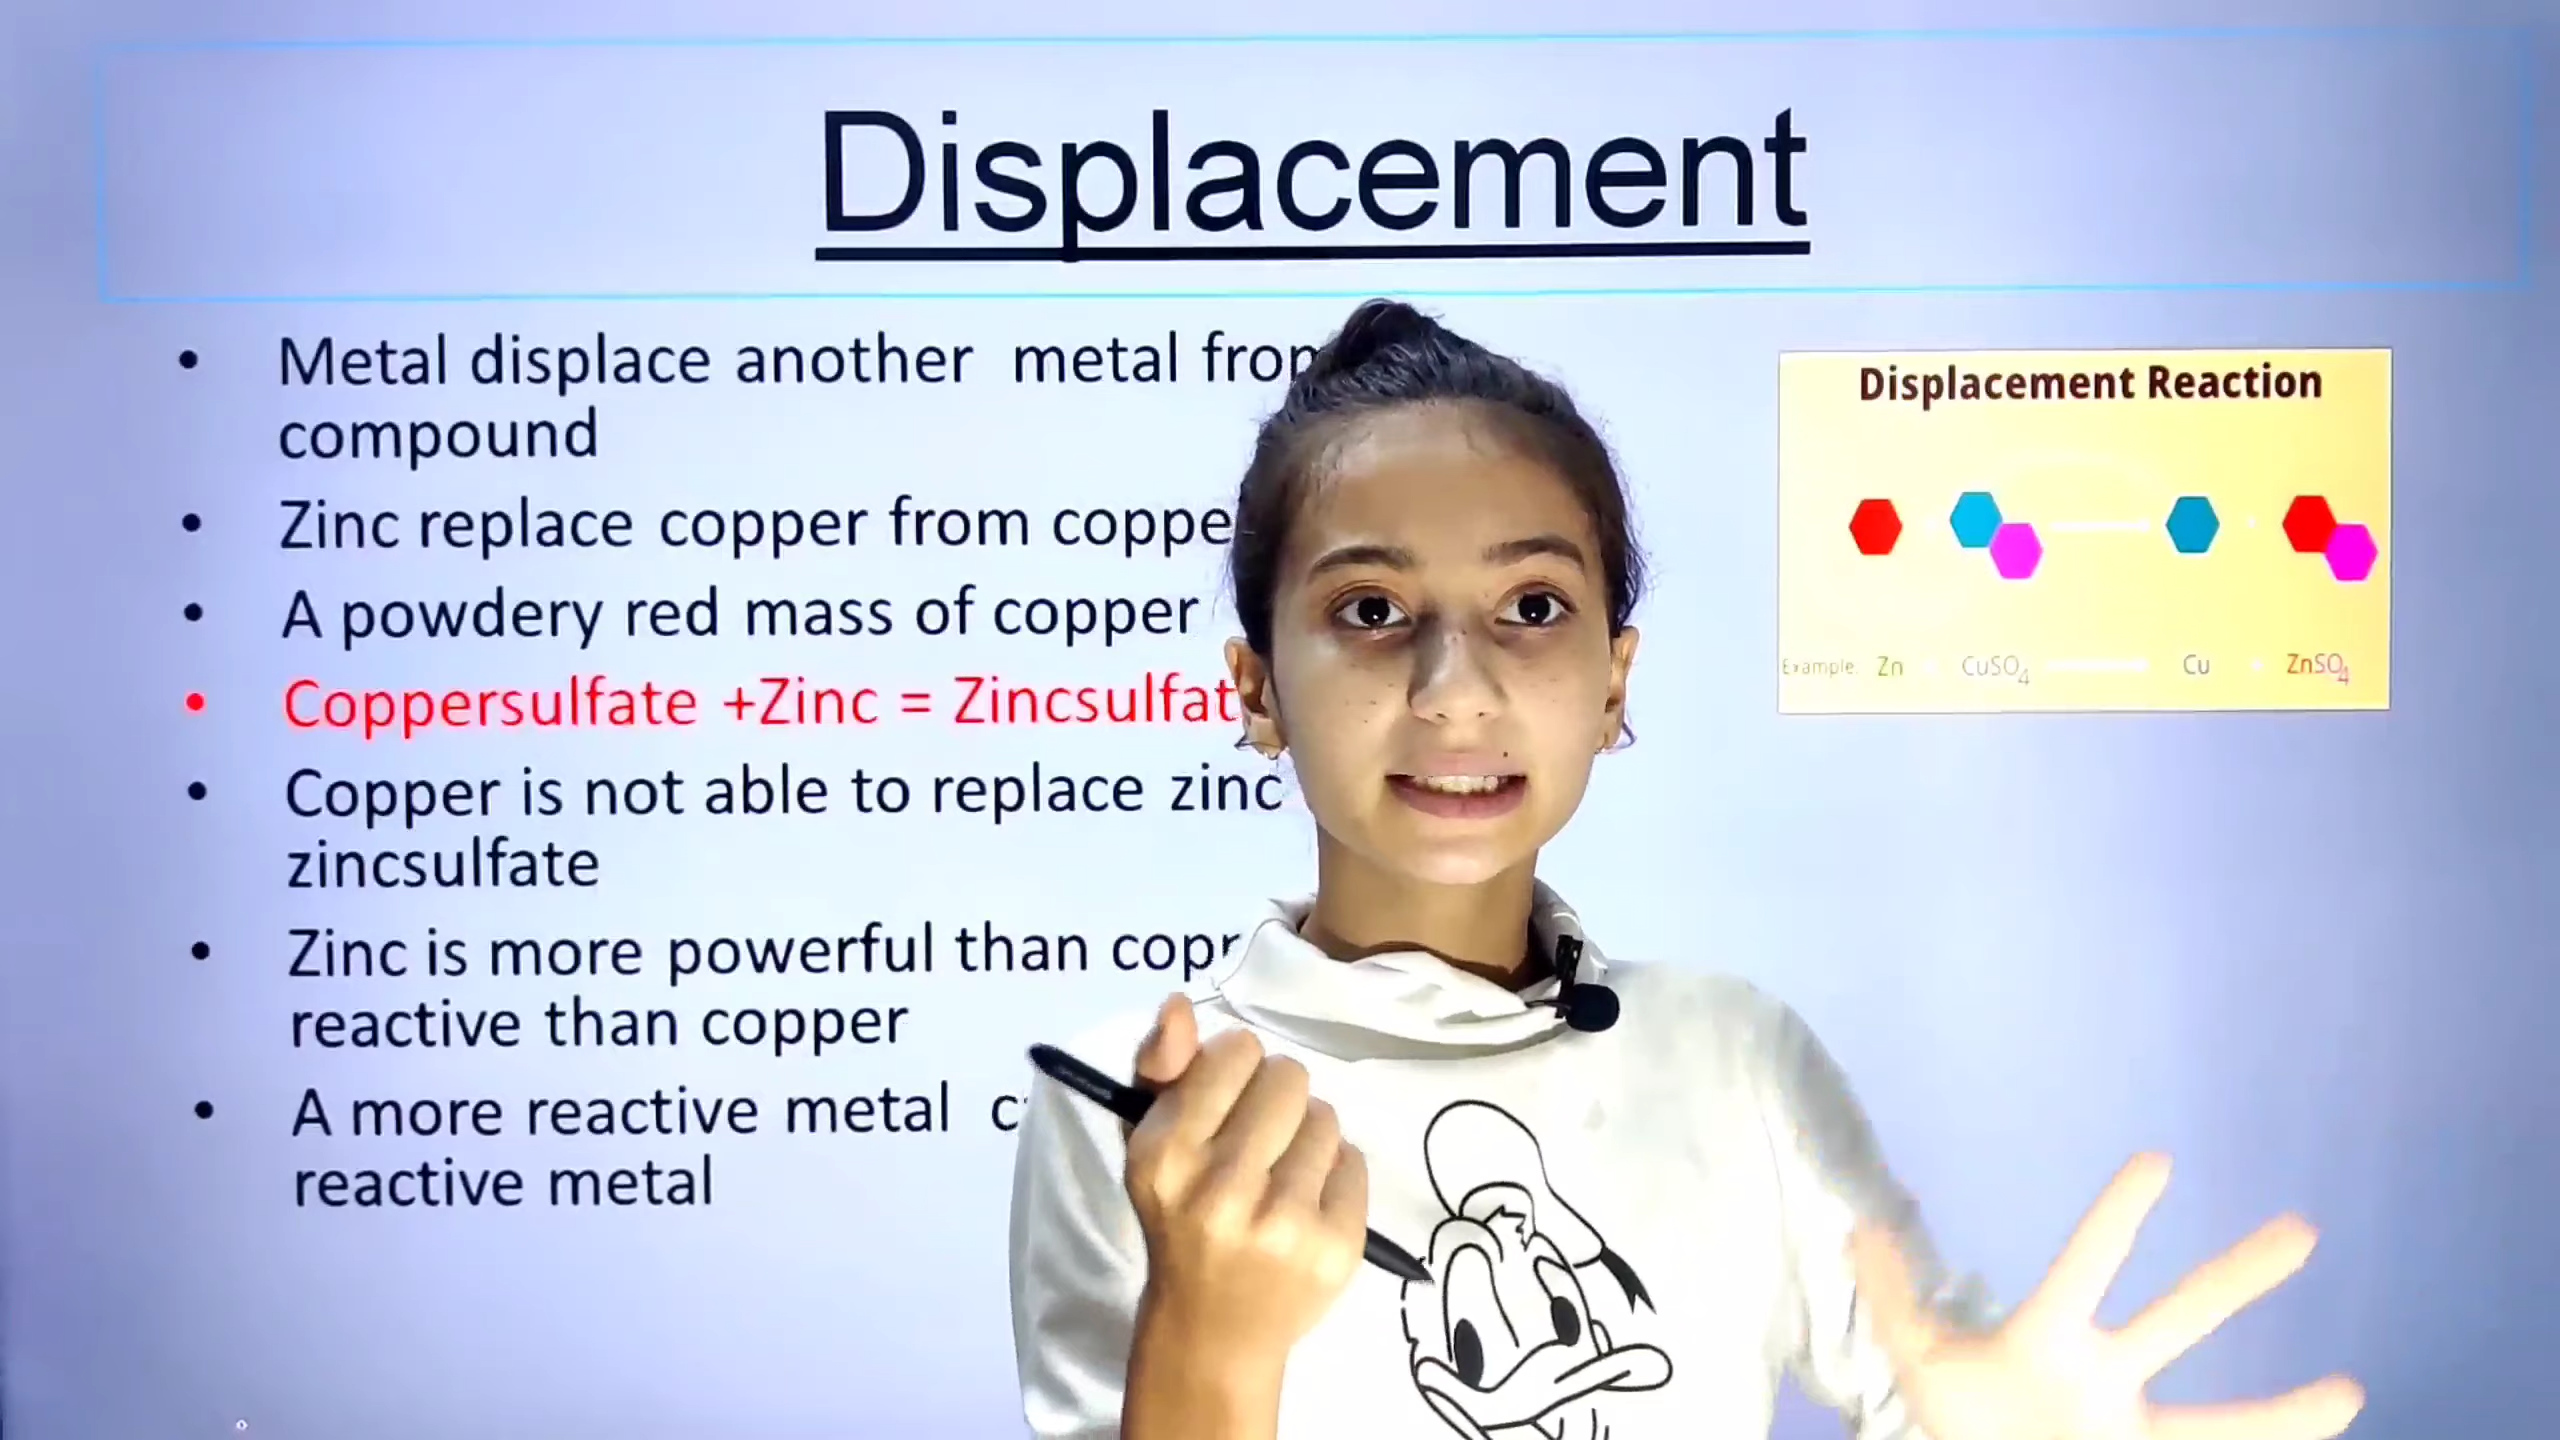 Displacement
• Metal displace another metal from
compound
• Zinc replace copper from coppe
• A powdery red mass of copper
• Coppersulfate +Zinc = Zincsulfat
• Copper is not able to replace zinc
zincsulfate
• Zinc is more powerful than copp
reactive than copper
• A more reactive metal c
reactive metal
Displacement Reaction
Example: Zn CuSO4 Cu ZnSO4